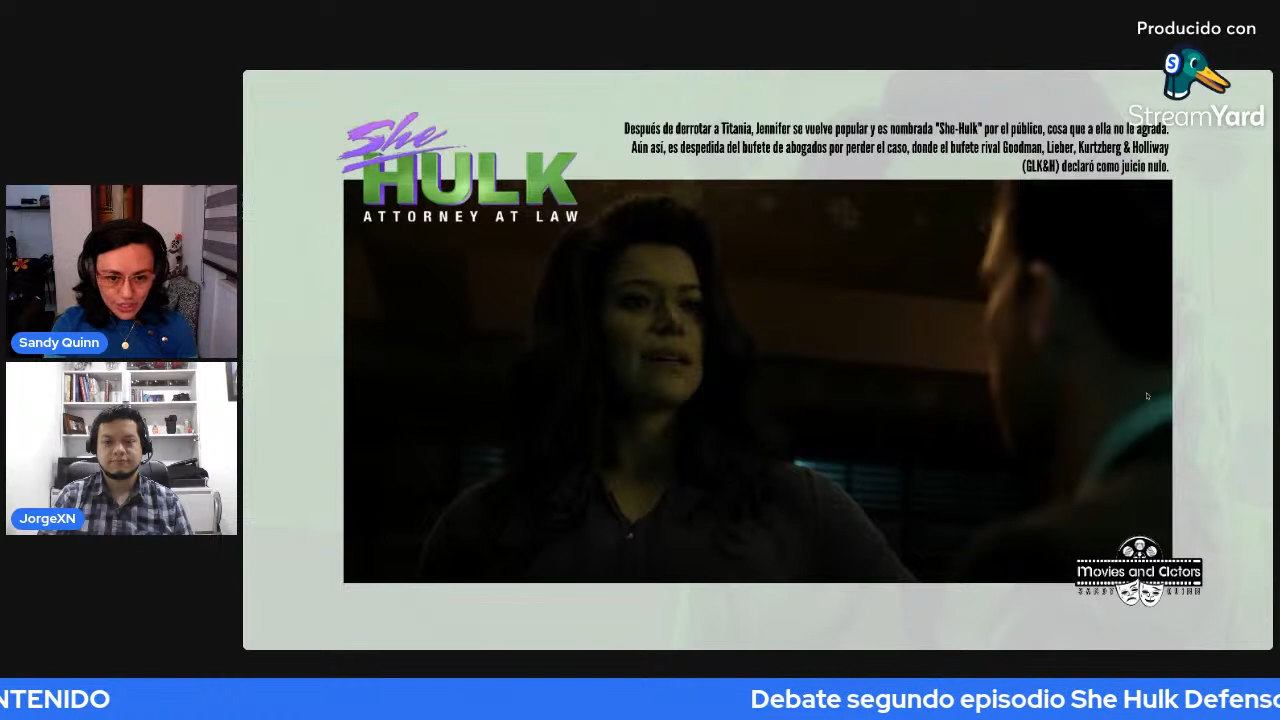 Producido con
StreamYard
She
HULK
ATTORNEY AT LAW
Después de derrotar a Titania, Jennifer se vuelve popular y es nombrada "She-Hulk" por el público, cosa que a ella no le agrada.
Aún así, es despedida del bufete de abogados por perder el caso, donde el bufete rival Goodman, Lieber, Kurtzberg & Holliway
(GLK&H) declaró como juicio nulo.
Sandy Quinn
JorgeXN
Movies and Actors
SANDY QUINN
NTENIDO
Debate segundo episodio She Hulk Defenso